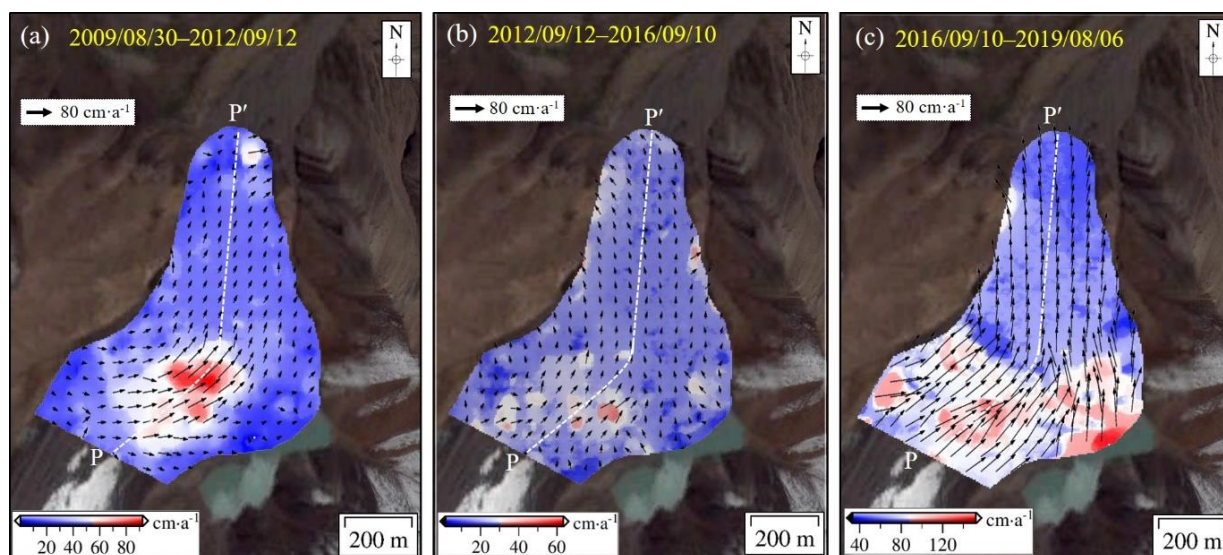 (a) 2009/08/30–2012/09/12
N
80 cm·a⁻¹
P′
P
cm·a⁻¹
20 40 60 80
200 m
(b) 2012/09/12–2016/09/10
N
80 cm·a⁻¹
P′
P
cm·a⁻¹
20 40 60
200 m
(c) 2016/09/10–2019/08/06
N
80 cm·a⁻¹
P′
P
cm·a⁻¹
40 80 120
200 m